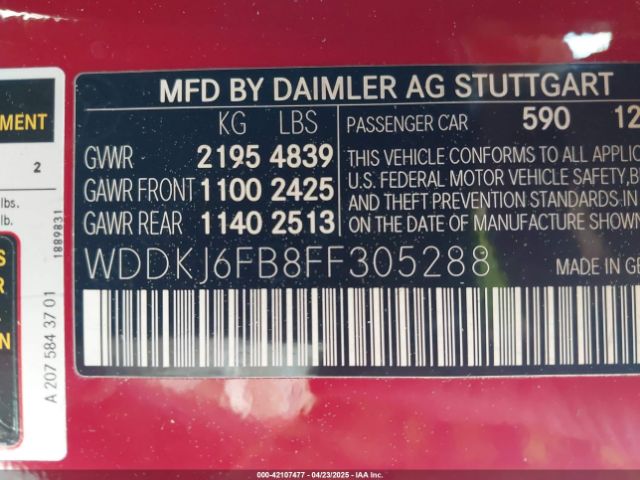 MFD BY DAIMLER AG STUTTGART
KG LBS
GVWR 2195 4839
GAWR FRONT 1100 2425
GAWR REAR 1140 2513
PASSENGER CAR 590 12
THIS VEHICLE CONFORMS TO ALL APPLIC
U.S. FEDERAL MOTOR VEHICLE SAFETY, B
AND THEFT PREVENTION STANDARDS IN
ON THE DATE OF MANUFACTURE SHOWN
WDDKJ6FB8FF305288
MADE IN GE
MENT
2
lbs.
lb.
1889831
S
ON
A 207 584 37 01
000-42107477 - 04/23/2025 - IAA Inc.